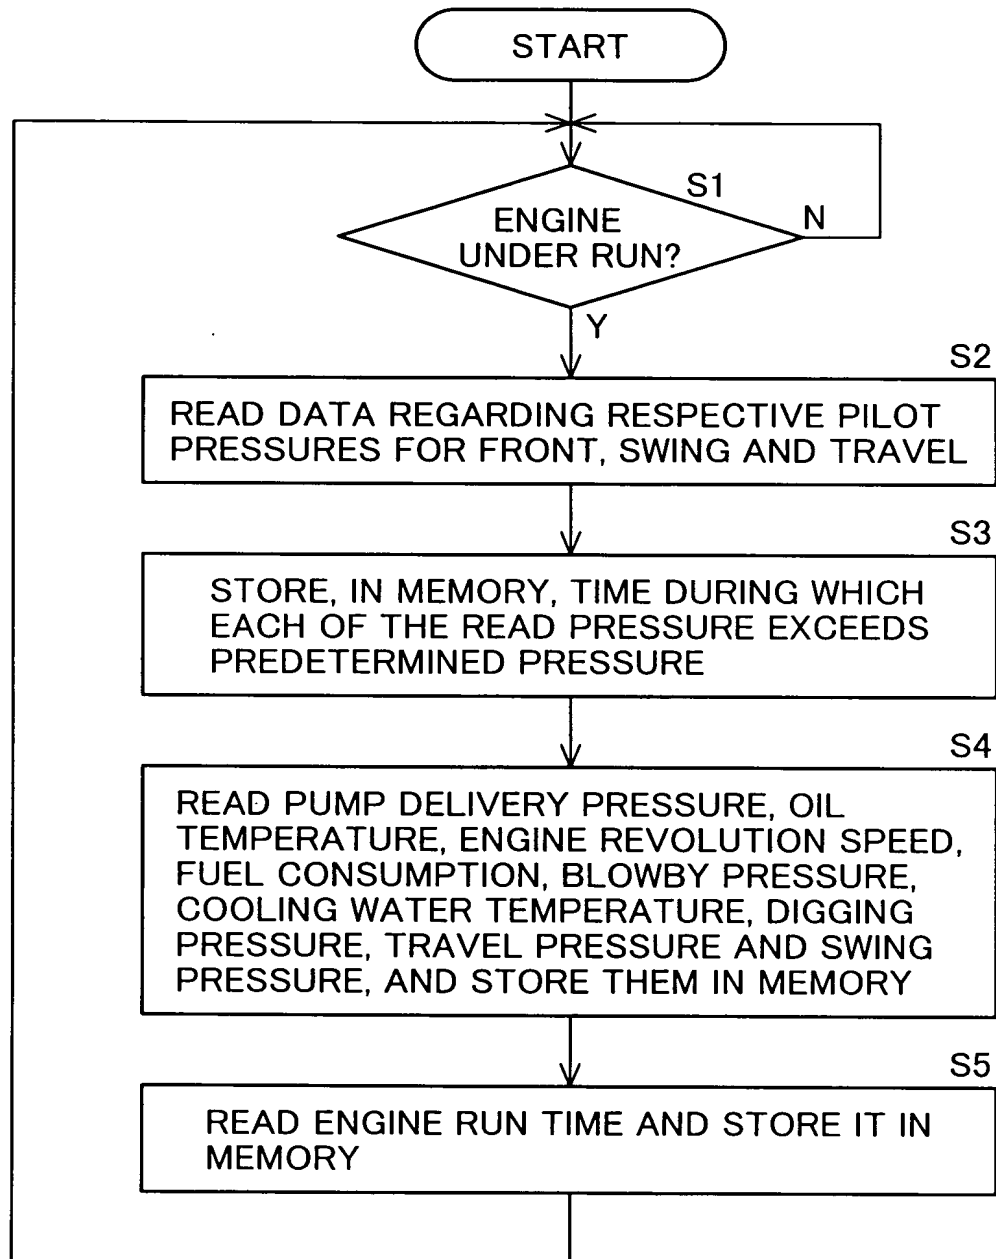 START
S1
ENGINE
UNDER RUN?
N
Y
S2
READ DATA REGARDING RESPECTIVE PILOT
PRESSURES FOR FRONT, SWING AND TRAVEL
S3
STORE, IN MEMORY, TIME DURING WHICH
EACH OF THE READ PRESSURE EXCEEDS
PREDETERMINED PRESSURE
S4
READ PUMP DELIVERY PRESSURE, OIL
TEMPERATURE, ENGINE REVOLUTION SPEED,
FUEL CONSUMPTION, BLOWBY PRESSURE,
COOLING WATER TEMPERATURE, DIGGING
PRESSURE, TRAVEL PRESSURE AND SWING
PRESSURE, AND STORE THEM IN MEMORY
S5
READ ENGINE RUN TIME AND STORE IT IN
MEMORY